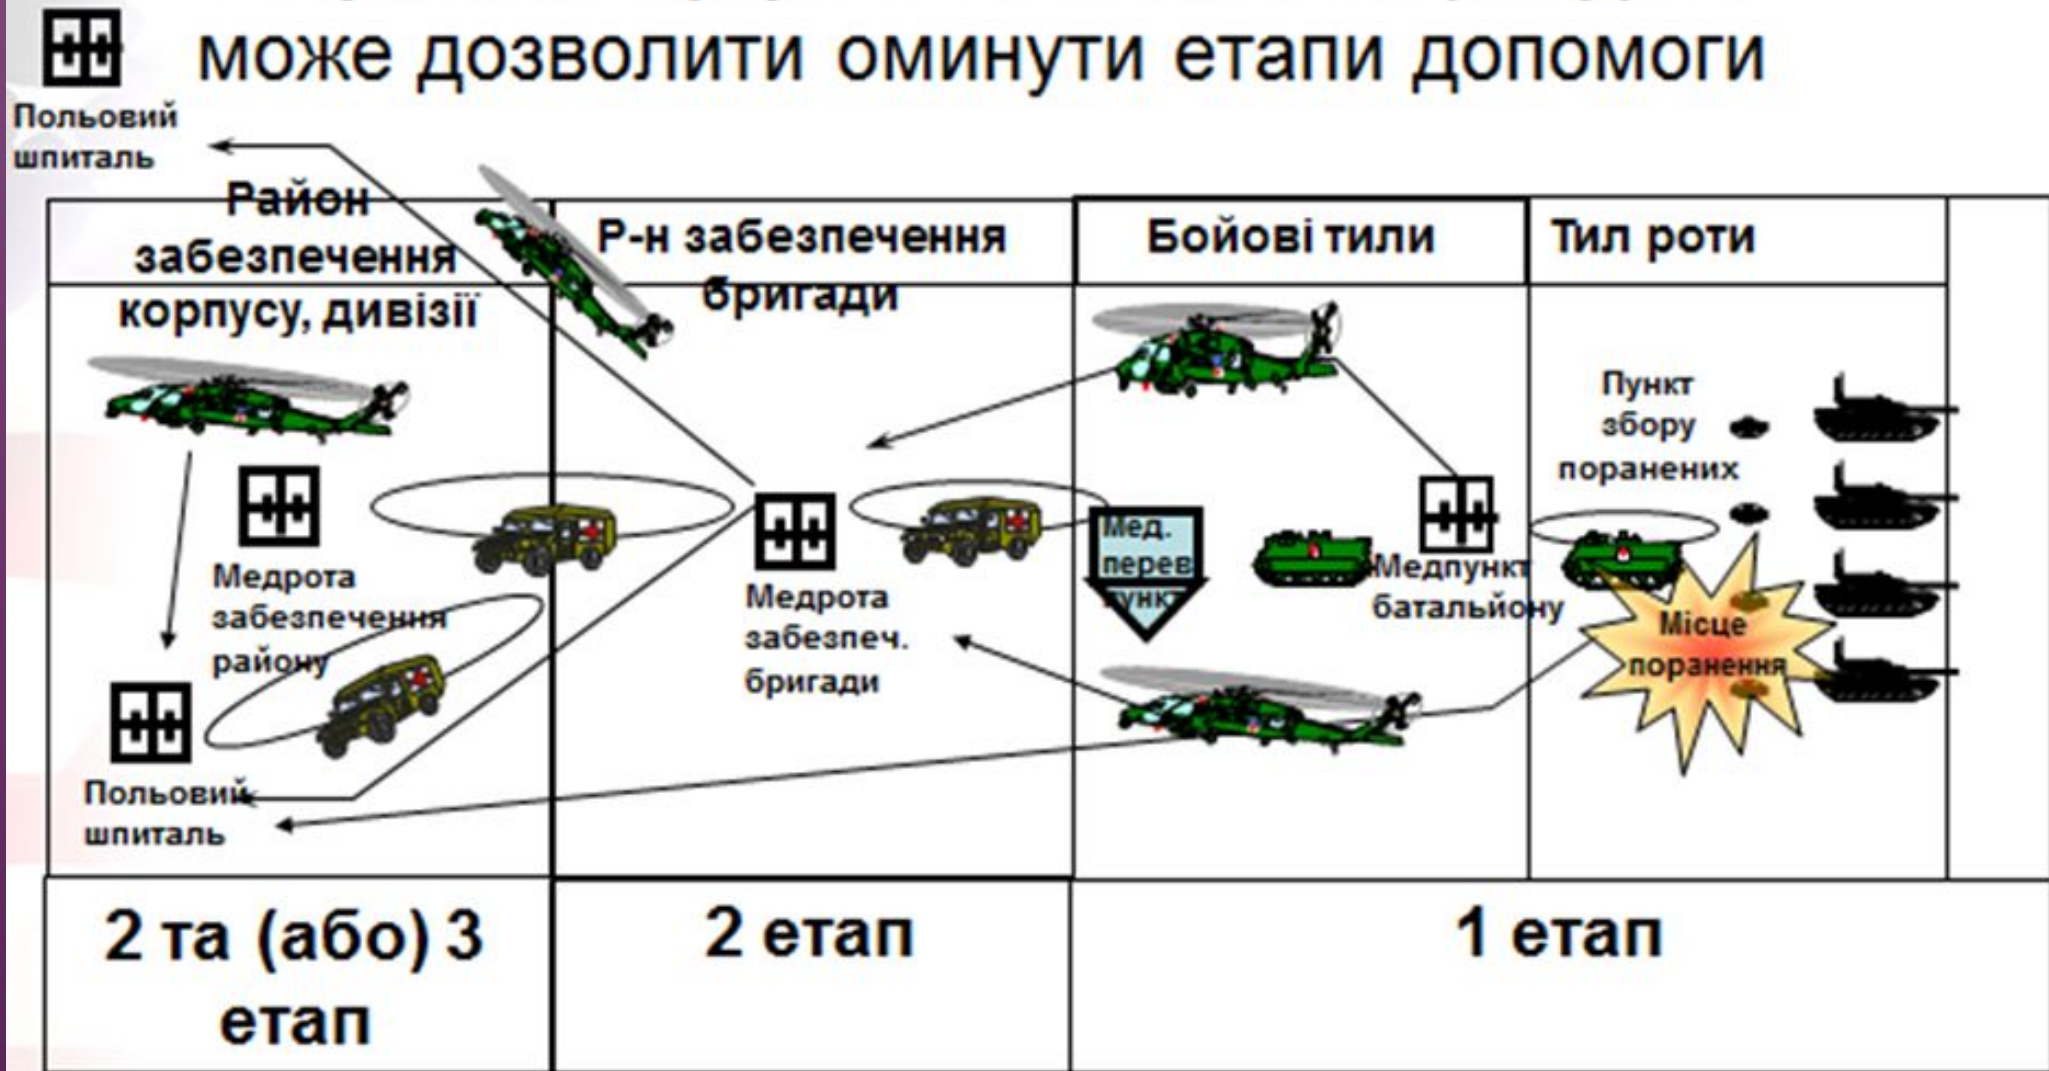 може дозволити оминути етапи допомоги
Польовий
шпиталь
Район
забезпечення
корпусу, дивізії
Р-н забезпечення
бригади
Бойові тили
Тил роти
Пункт
збору
поранених
Медрота
забезпечення
району
Медрота
забезпеч.
бригади
Мед.
перев
пункт
Медпункт
батальйону
Місце
поранення
Польовий
шпиталь
2 та (або) 3
етап
2 етап
1 етап